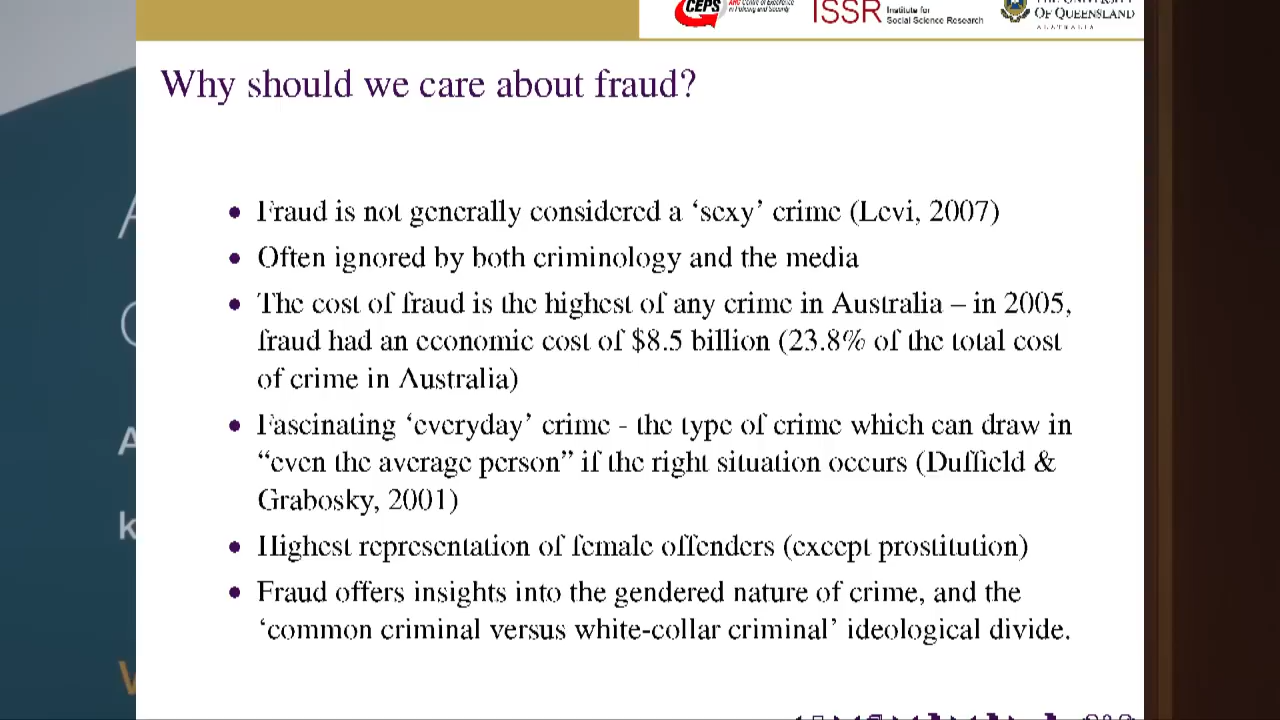 CEPS
ISSR
Institute for
Social Science Research
OF QUEENSLAND
AUSTRALIA
Why should we care about fraud?
• Fraud is not generally considered a ‘sexy’ crime (Levi, 2007)
• Often ignored by both criminology and the media
• The cost of fraud is the highest of any crime in Australia – in 2005,
fraud had an economic cost of $8.5 billion (23.8% of the total cost
of crime in Australia)
• Fascinating ‘everyday’ crime - the type of crime which can draw in
“even the average person” if the right situation occurs (Duffield &
Grabosky, 2001)
• Highest representation of female offenders (except prostitution)
• Fraud offers insights into the gendered nature of crime, and the
‘common criminal versus white-collar criminal’ ideological divide.